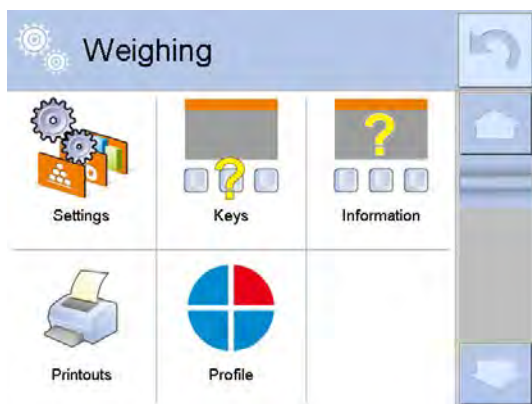 Weighing
Settings
Keys
Information
Printouts
Profile